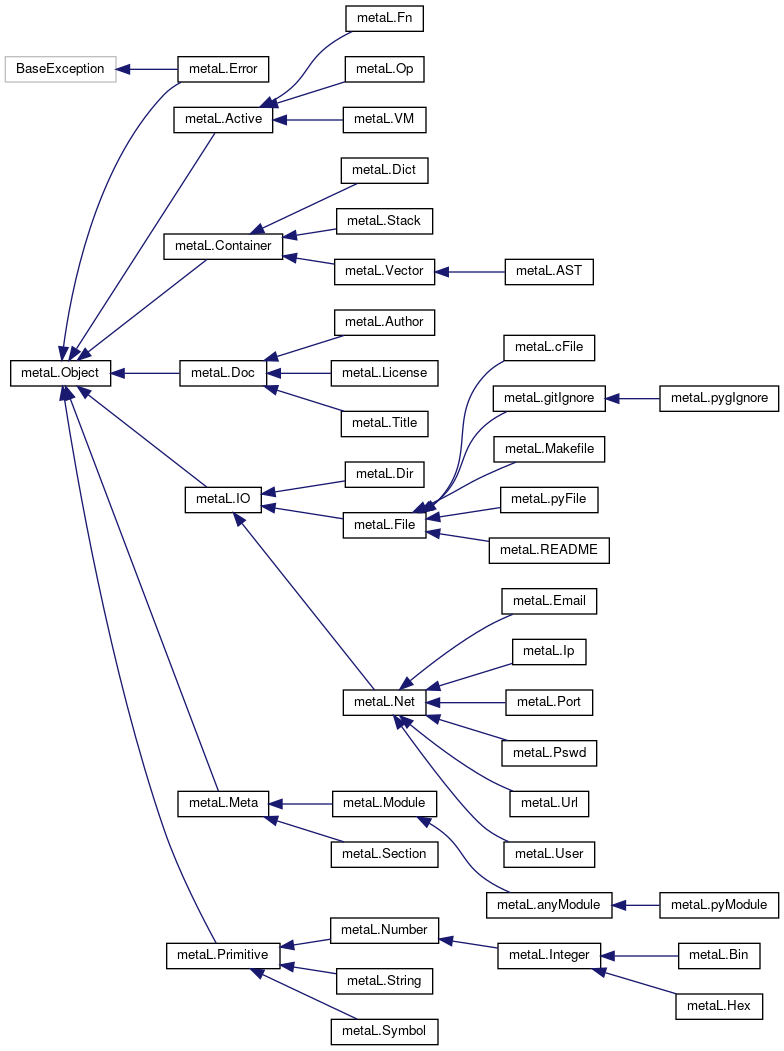 metaL.Fn
BaseException
metaL.Error
metaL.Op
metaL.Active
metaL.VM
metaL.Dict
metaL.Stack
metaL.Container
metaL.Vector
metaL.AST
metaL.Author
metaL.cFile
metaL.Object
metaL.Doc
metaL.License
metaL.gitIgnore
metaL.pygIgnore
metaL.Title
metaL.Makefile
metaL.Dir
metaL.IO
metaL.pyFile
metaL.File
metaL.README
metaL.Email
metaL.Ip
metaL.Net
metaL.Port
metaL.Pswd
metaL.Meta
metaL.Module
metaL.Url
metaL.Section
metaL.User
metaL.anyModule
metaL.pyModule
metaL.Number
metaL.Primitive
metaL.Integer
metaL.Bin
metaL.String
metaL.Hex
metaL.Symbol